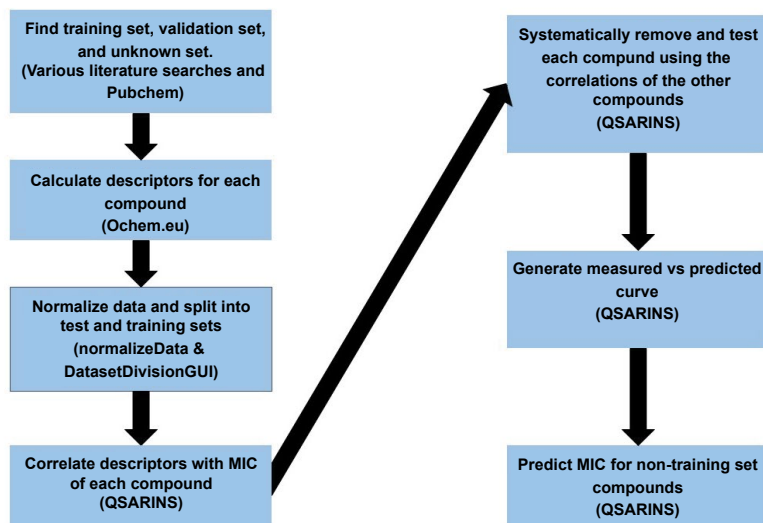 Find training set, validation set,
and unknown set.
(Various literature searches and
Pubchem)
Calculate descriptors for each
compound
(Ochem.eu)
Normalize data and split into
test and training sets
(normalizeData &
DatasetDivisionGUI)
Correlate descriptors with MIC
of each compound
(QSARINS)
Systematically remove and test
each compund using the
correlations of the other
compounds
(QSARINS)
Generate measured vs predicted
curve
(QSARINS)
Predict MIC for non-training set
compounds
(QSARINS)